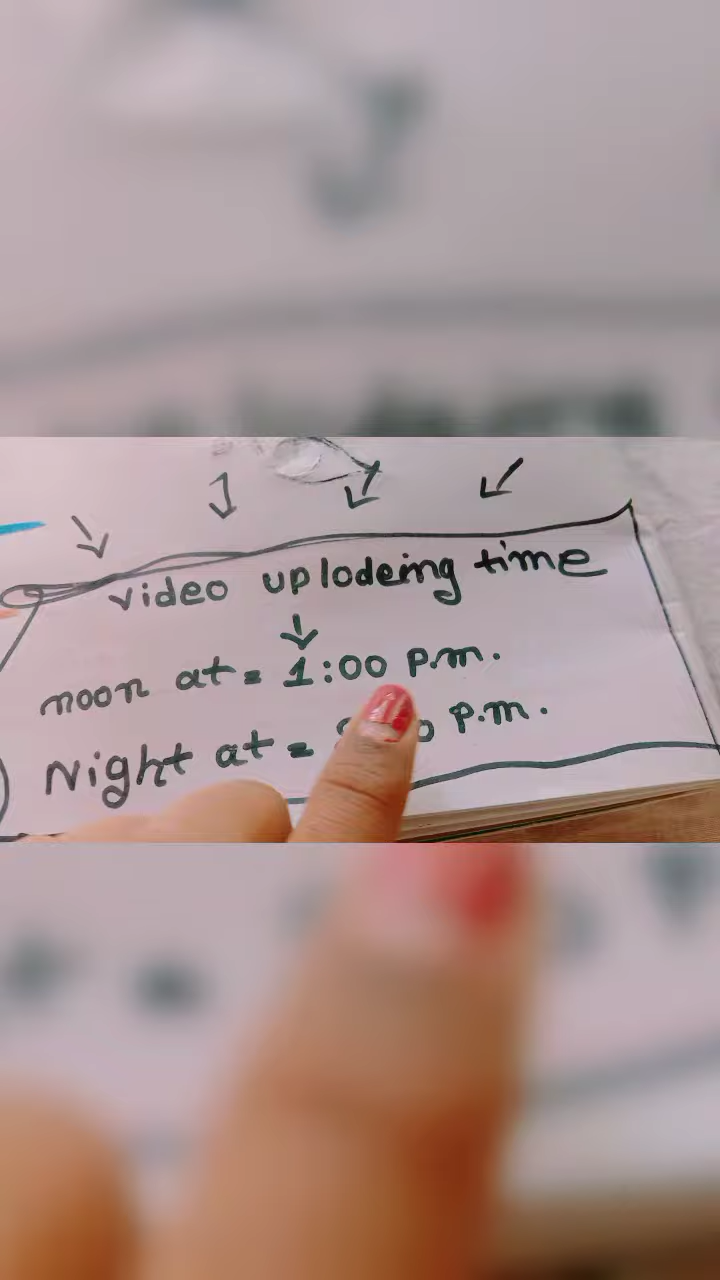 video uplodeing time
noon at = 1:00 P.m.
Night at = P.m.